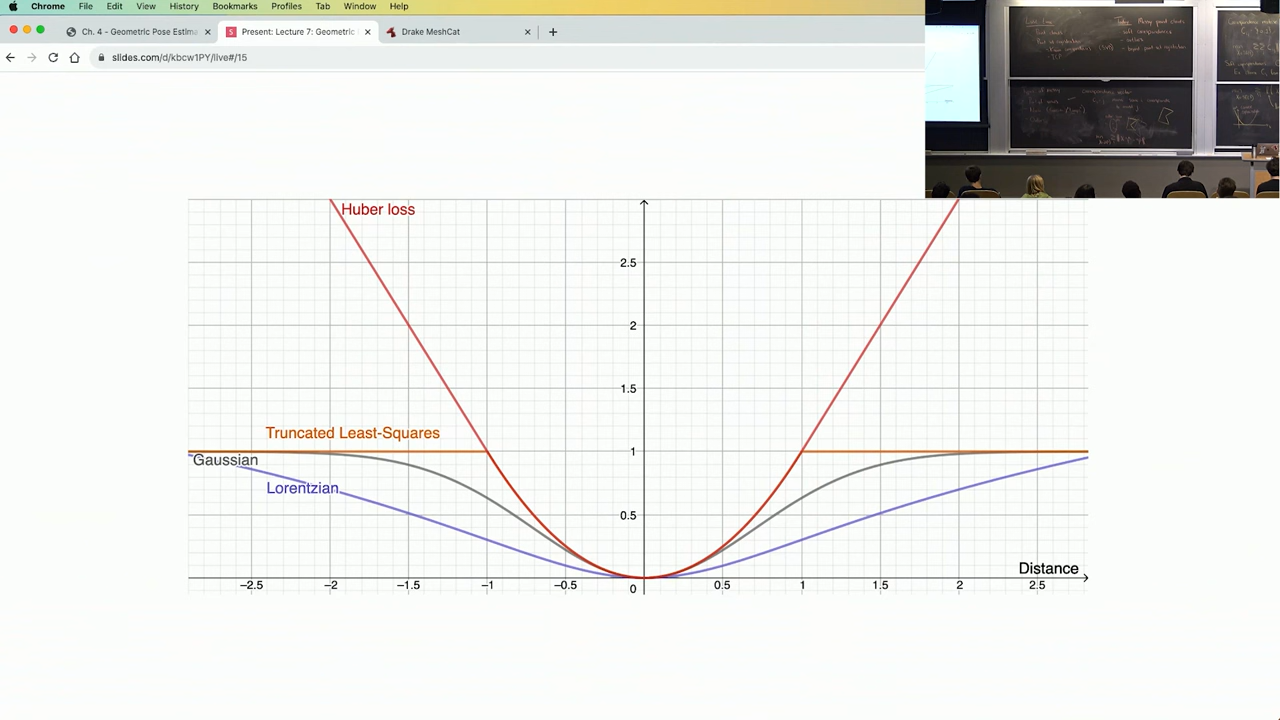 Chrome File Edit View History Bookmarks Profiles Tab Window Help
Ch. 4 - Geometric Pose Estima
Present: Lecture 7: Geometric
Drake MeshCat
slides.com/d/kbcw1PY/live#/15
Huber loss
2.5
2
1.5
Truncated Least-Squares
1
Gaussian
Lorentzian
0.5
Distance
−2.5 −2 −1.5 −1 −0.5 0 0.5 1 1.5 2 2.5